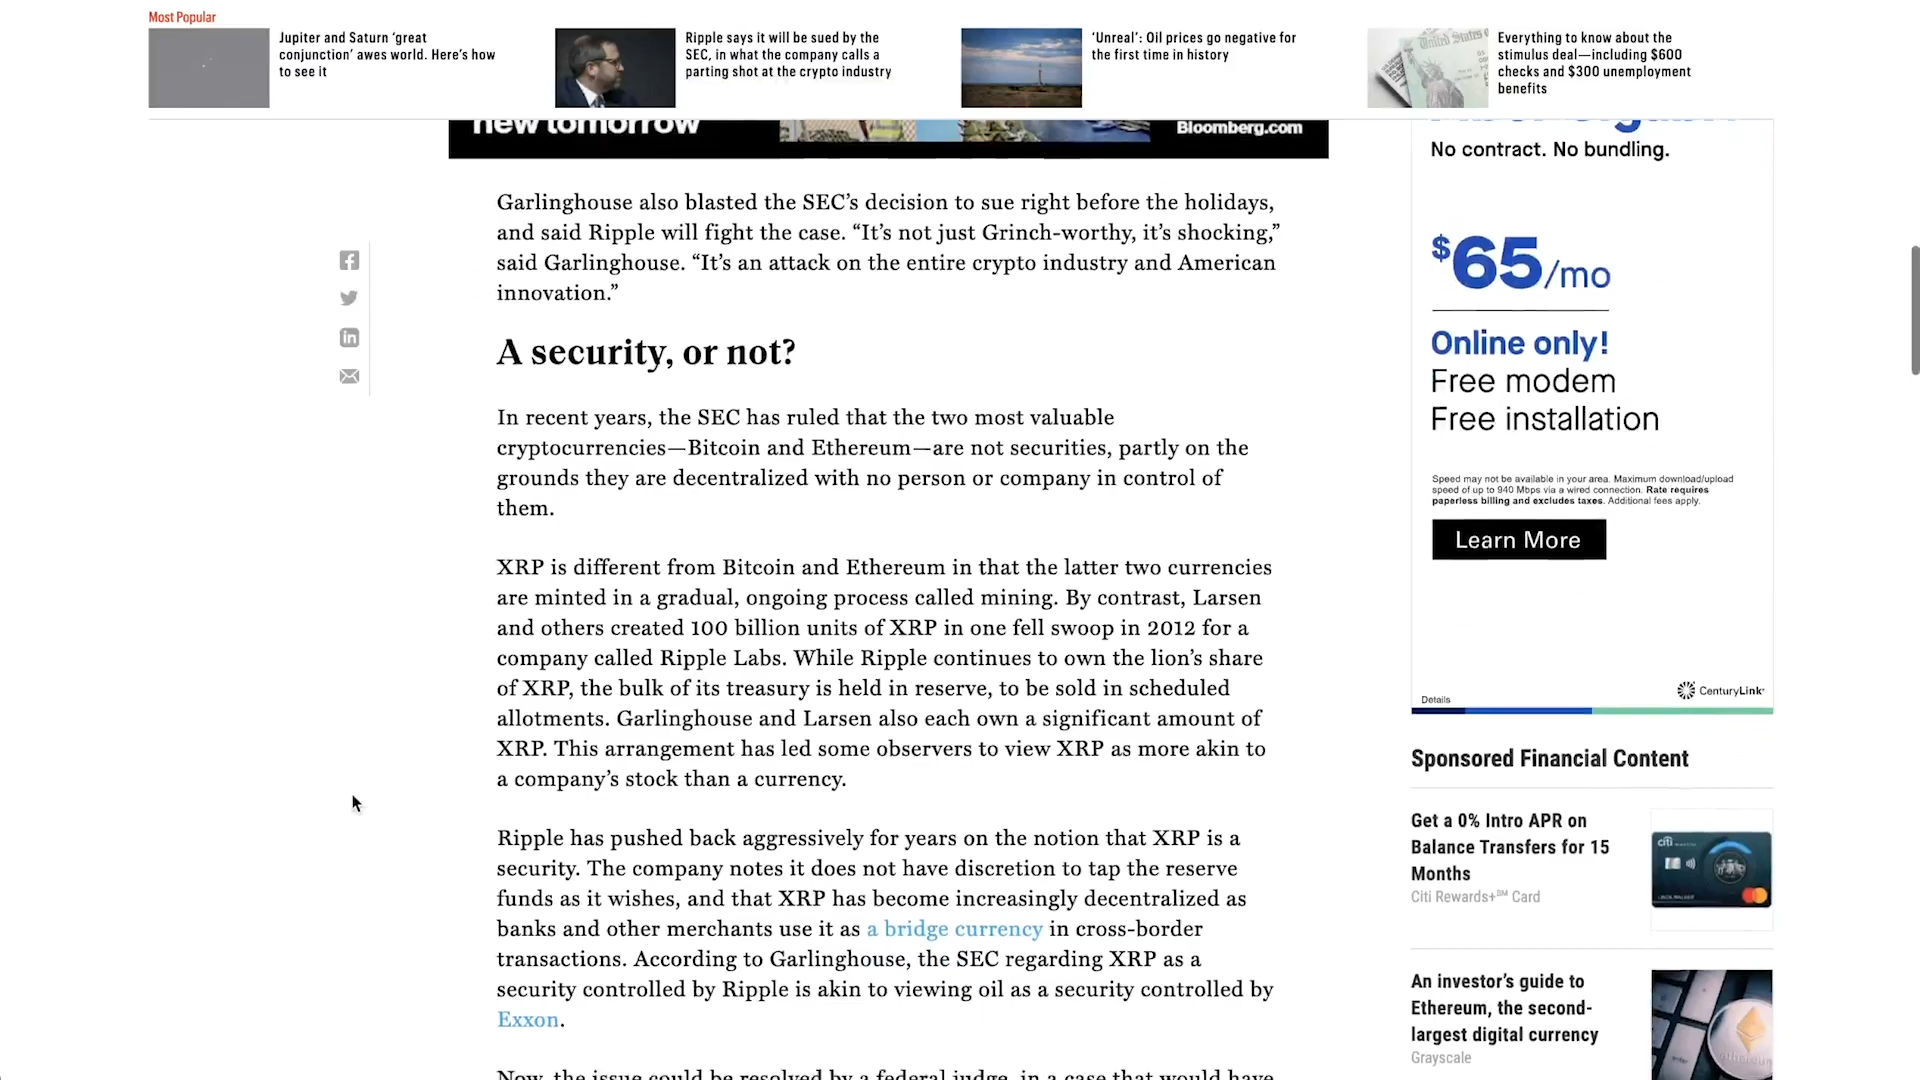 Most Popular
Jupiter and Saturn ‘great
conjunction’ awes world. Here’s how
to see it
Ripple says it will be sued by the
SEC, in what the company calls a
parting shot at the crypto industry
‘Unreal’: Oil prices go negative for
the first time in history
Everything to know about the
stimulus deal—including $600
checks and $300 unemployment
benefits
new tomorrow
Bloomberg.com
Garlinghouse also blasted the SEC’s decision to sue right before the holidays,
and said Ripple will fight the case. “It’s not just Grinch-worthy, it’s shocking,”
said Garlinghouse. “It’s an attack on the entire crypto industry and American
innovation.”
A security, or not?
In recent years, the SEC has ruled that the two most valuable
cryptocurrencies—Bitcoin and Ethereum—are not securities, partly on the
grounds they are decentralized with no person or company in control of
them.
XRP is different from Bitcoin and Ethereum in that the latter two currencies
are minted in a gradual, ongoing process called mining. By contrast, Larsen
and others created 100 billion units of XRP in one fell swoop in 2012 for a
company called Ripple Labs. While Ripple continues to own the lion’s share
of XRP, the bulk of its treasury is held in reserve, to be sold in scheduled
allotments. Garlinghouse and Larsen also each own a significant amount of
XRP. This arrangement has led some observers to view XRP as more akin to
a company’s stock than a currency.
Ripple has pushed back aggressively for years on the notion that XRP is a
security. The company notes it does not have discretion to tap the reserve
funds as it wishes, and that XRP has become increasingly decentralized as
banks and other merchants use it as a bridge currency in cross-border
transactions. According to Garlinghouse, the SEC regarding XRP as a
security controlled by Ripple is akin to viewing oil as a security controlled by
Exxon.
Now, the issue could be resolved by a federal judge, in a case that would have
No contract. No bundling.
$65/mo
Online only!
Free modem
Free installation
Speed may not be available in your area. Maximum download/upload
speed of up to 940 Mbps via a wired connection. Rate requires
paperless billing and excludes taxes. Additional fees apply.
Learn More
CenturyLink
Details
Sponsored Financial Content
Get a 0% Intro APR on
Balance Transfers for 15
Months
Citi Rewards+℠ Card
citi
An investor’s guide to
Ethereum, the second-
largest digital currency
Grayscale